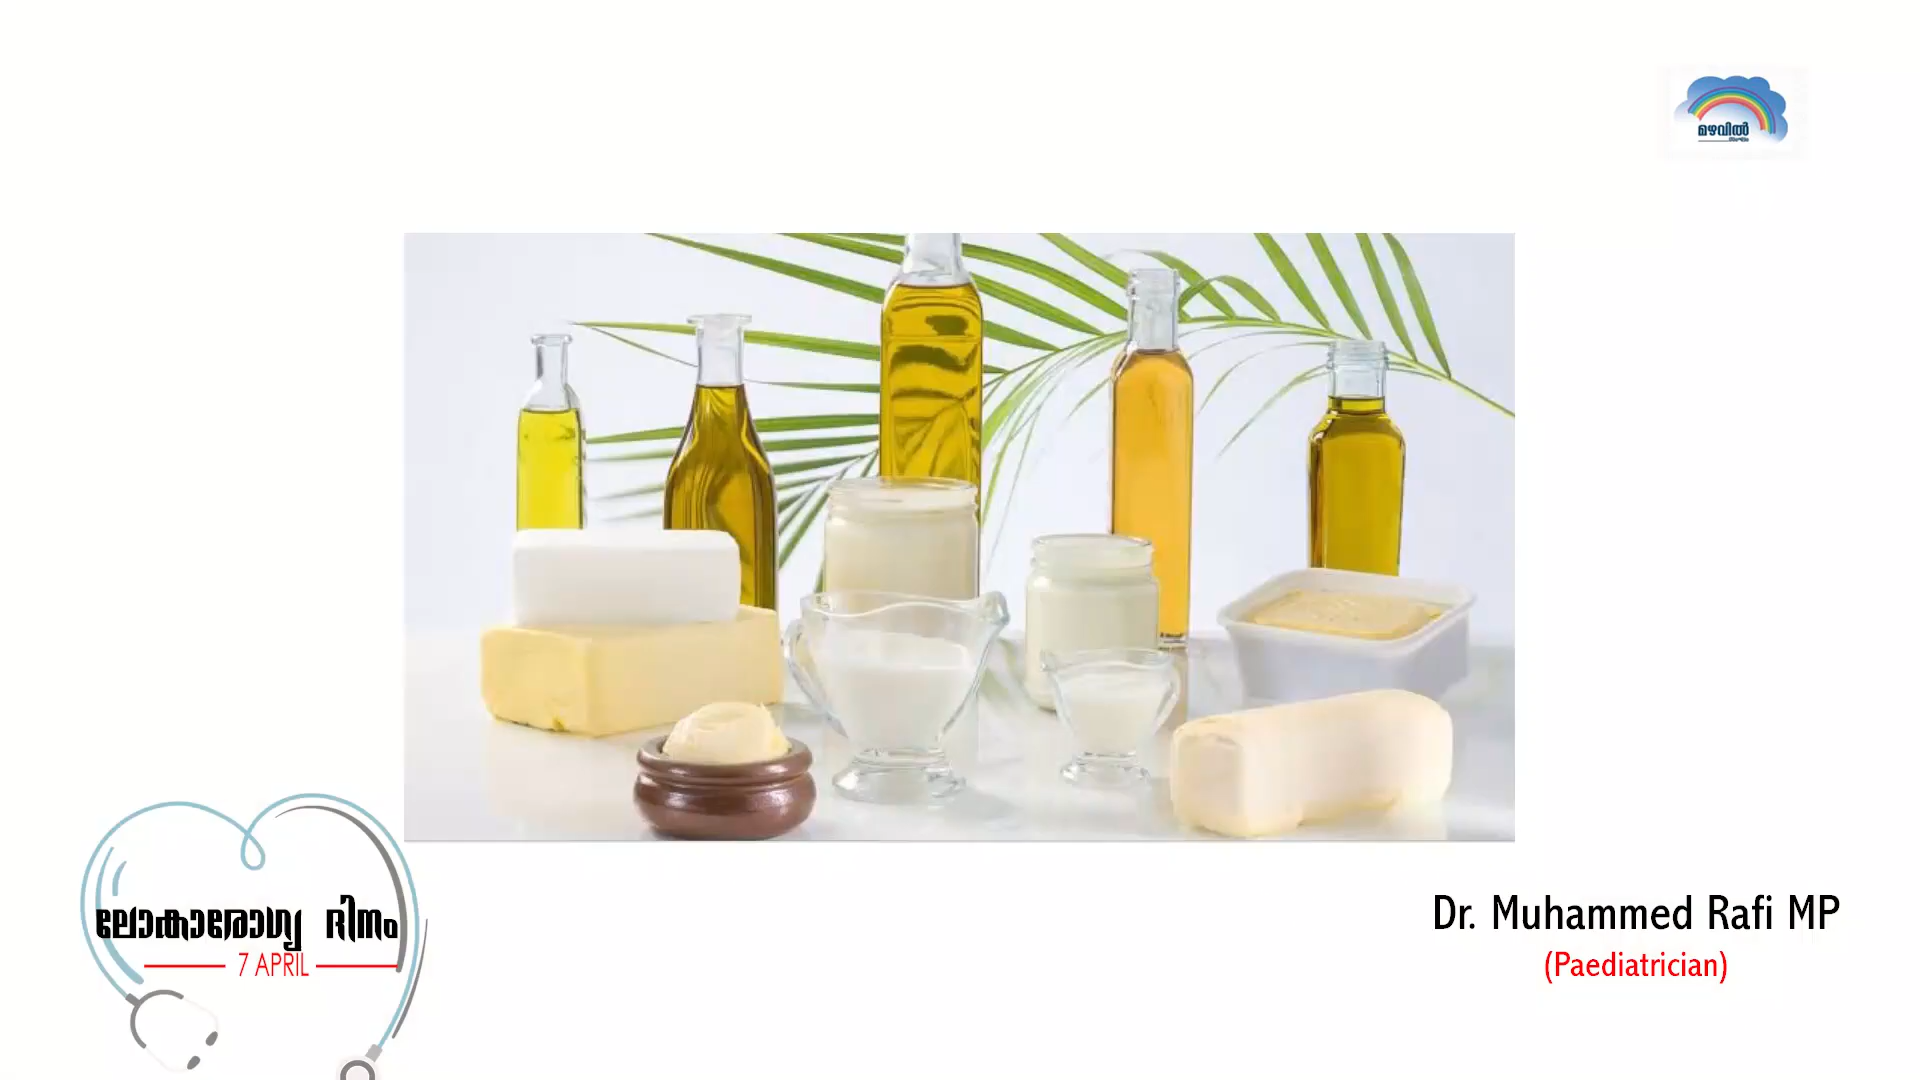 മഴവിൽ
ലോകാരോഗ്യ ദിനം
7 APRIL
Dr. Muhammed Rafi MP
(Paediatrician)